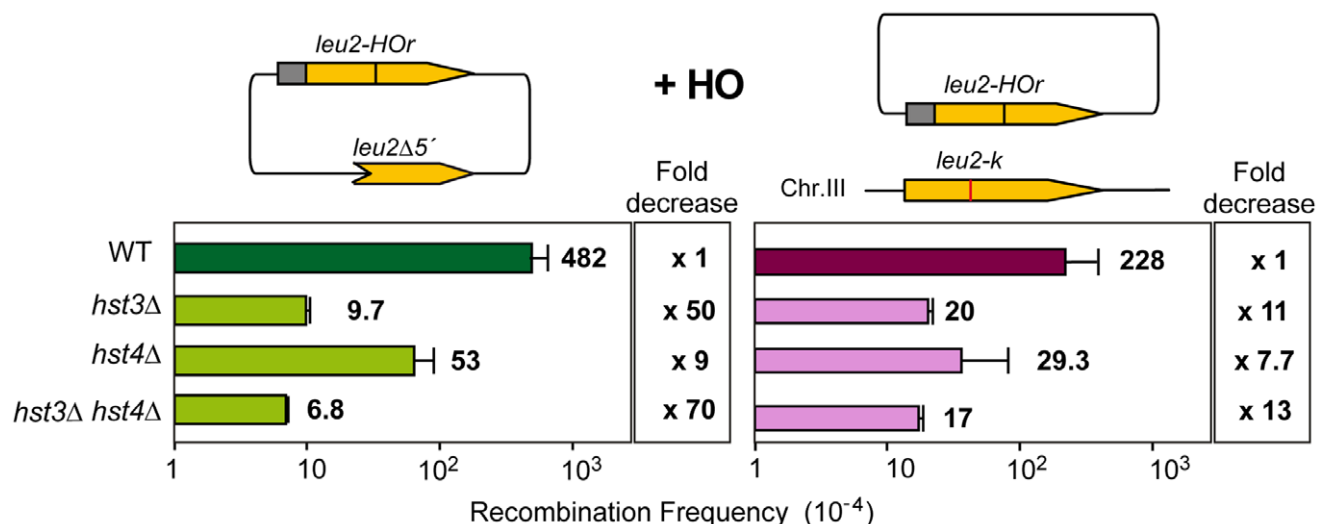 leu2-HOr
leu2Δ5´
+ HO
leu2-HOr
leu2-k
Chr.III
Fold
decrease
Fold
decrease
WT 482 x 1 228 x 1
hst3Δ 9.7 x 50 20 x 11
hst4Δ 53 x 9 29.3 x 7.7
hst3Δ hst4Δ 6.8 x 70 17 x 13
1 10 10² 10³ 1 10 10² 10³
Recombination Frequency (10⁻⁴)